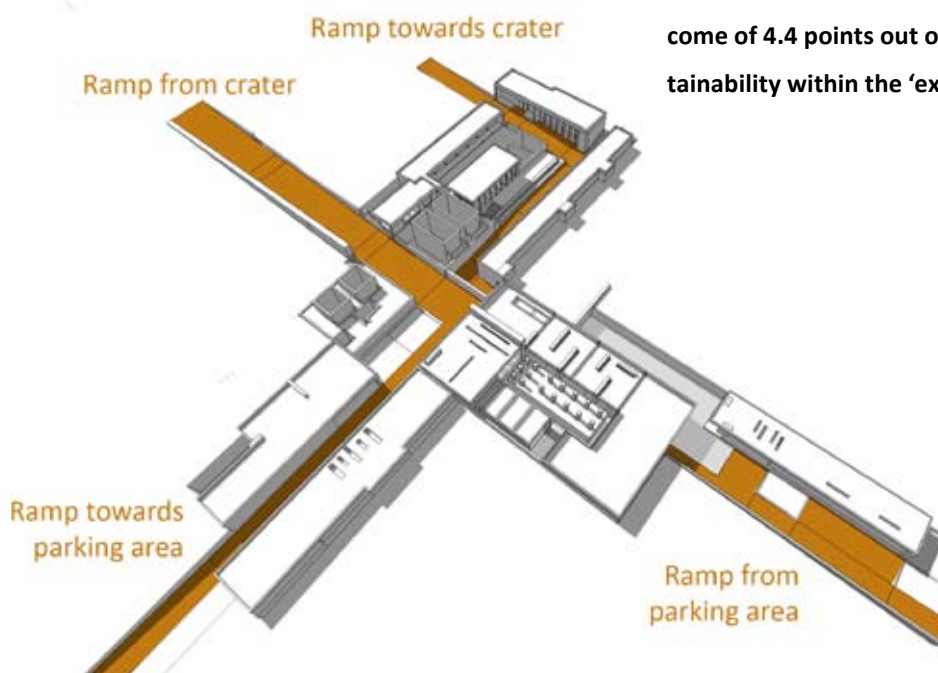 Ramp towards crater
Ramp from crater
come of 4.4 points out o
tainability within the ‘ex
Ramp towards
parking area
Ramp from
parking area